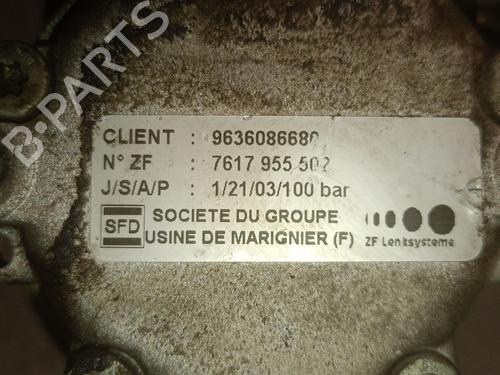 B-PARTS
CLIENT : 9636086680
N° ZF : 7617 955 502
J/S/A/P : 1/21/03/100 bar
SFD SOCIETE DU GROUPE
USINE DE MARIGNIER (F) ZF Lenksysteme